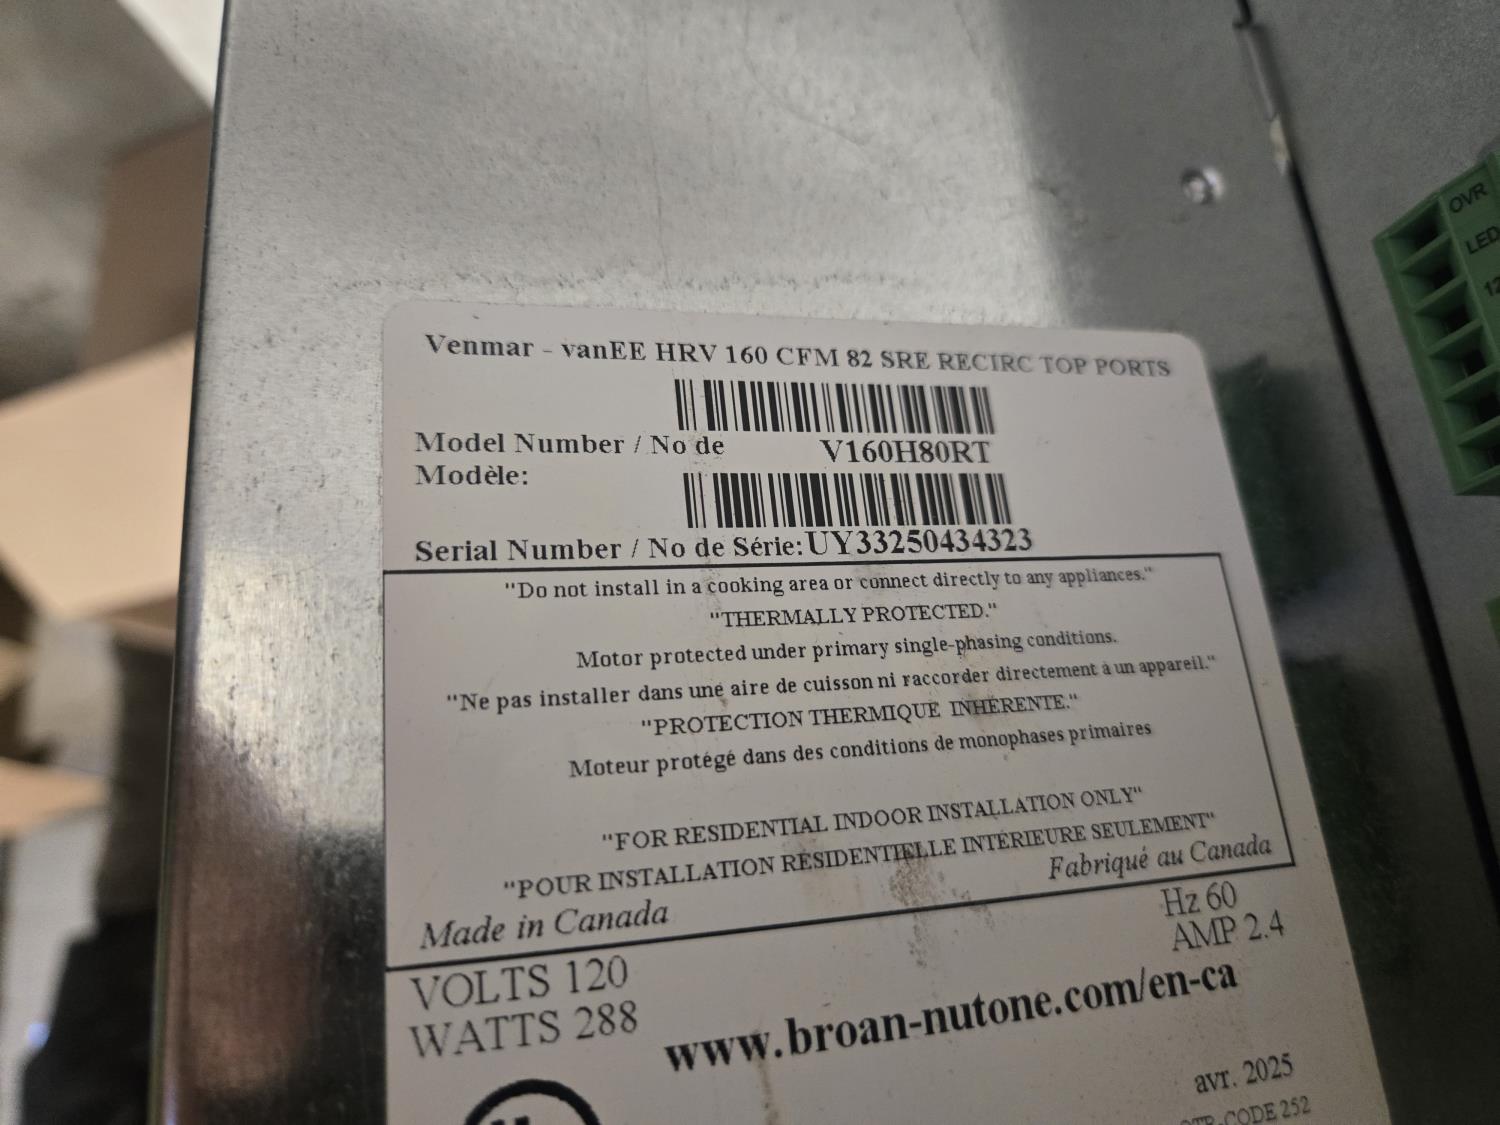 OVR
LED
12
Venmar - vanEE HRV 160 CFM 82 SRE RECIRC TOP PORTS
Model Number / No de
Modèle:
V160H80RT
Serial Number / No de Série:UY33250434323
"Do not install in a cooking area or connect directly to any appliances."
"THERMALLY PROTECTED."
Motor protected under primary single-phasing conditions.
"Ne pas installer dans une aire de cuisson ni raccorder directement à un appareil."
"PROTECTION THERMIQUE INHÉRENTE."
Moteur protégé dans des conditions de monophases primaires
"FOR RESIDENTIAL INDOOR INSTALLATION ONLY"
"POUR INSTALLATION RÉSIDENTIELLE INTÉRIEURE SEULEMENT"
Made in Canada
Fabriqué au Canada
VOLTS 120
Hz 60
WATTS 288
AMP 2.4
www.broan-nutone.com/en-ca
avr. 2025
252